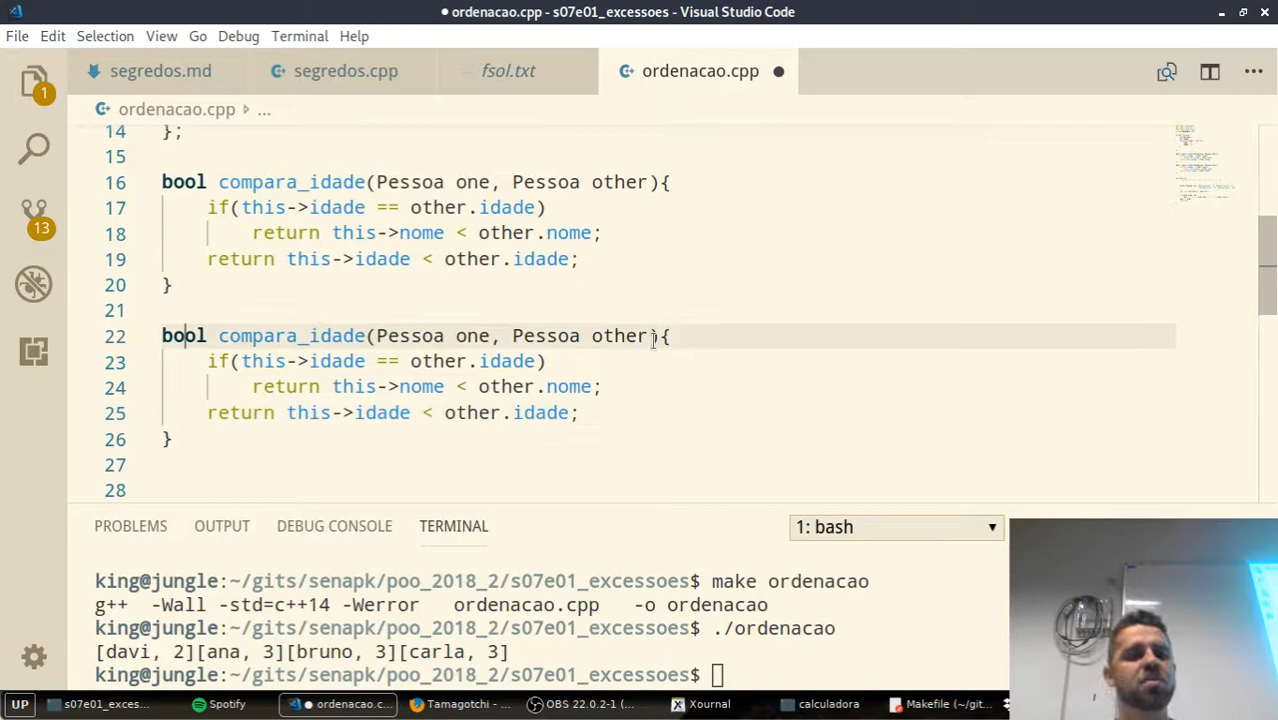 ordenacao.cpp - s07e01_excessoes - Visual Studio Code
File Edit Selection View Go Debug Terminal Help
segredos.md segredos.cpp fsol.txt ordenacao.cpp
1
ordenacao.cpp ...
14 };
15
16 bool compara_idade(Pessoa one, Pessoa other){
17 if(this->idade == other.idade)
18 return this->nome < other.nome;
19 return this->idade < other.idade;
20 }
21
22 bool compara_idade(Pessoa one, Pessoa other){
23 if(this->idade == other.idade)
24 return this->nome < other.nome;
25 return this->idade < other.idade;
26 }
27
28
13
PROBLEMS OUTPUT DEBUG CONSOLE TERMINAL 1: bash
king@jungle:~/gits/senapk/poo_2018_2/s07e01_excessoes$ make ordenacao
g++ -Wall -std=c++14 -Werror ordenacao.cpp -o ordenacao
king@jungle:~/gits/senapk/poo_2018_2/s07e01_excessoes$ ./ordenacao
[davi, 2][ana, 3][bruno, 3][carla, 3]
king@jungle:~/gits/senapk/poo_2018_2/s07e01_excessoes$
UP s07e01_exces... Spotify ordenac... Tamagotchi - ... OBS 22.0.2-1 (... Xournal calculadora Makefile (~/gi...